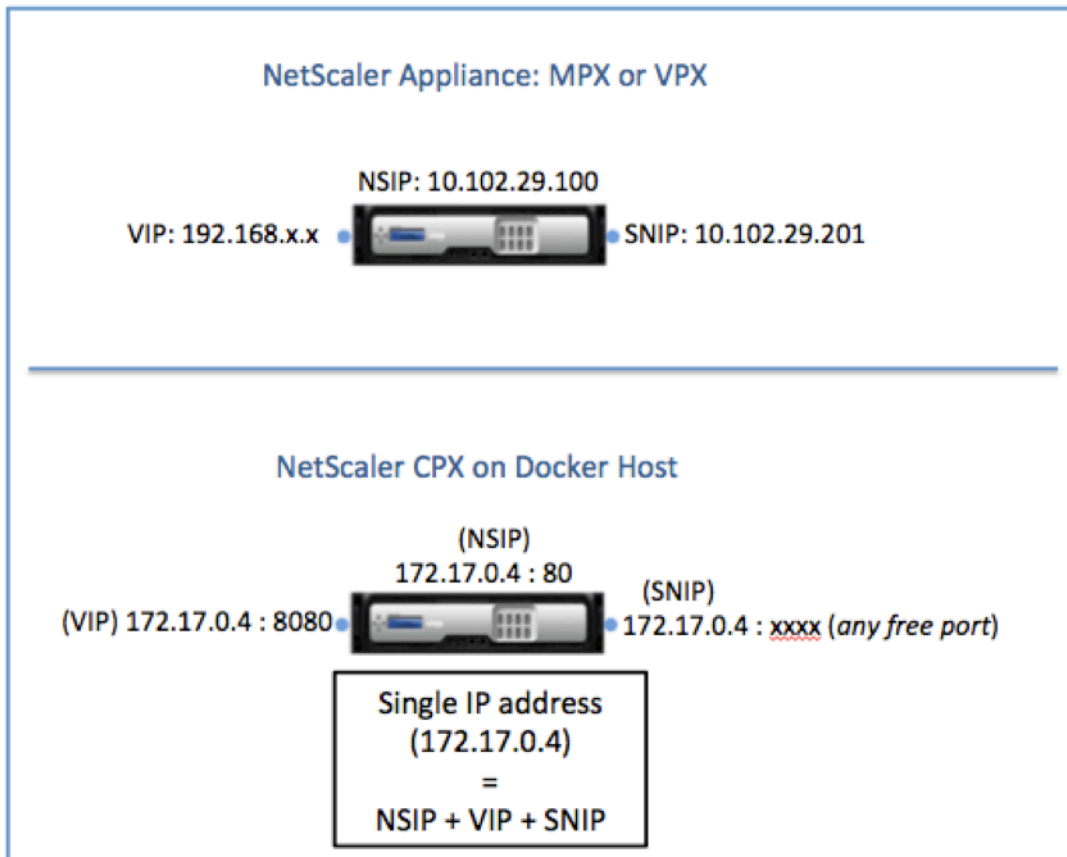 NetScaler Appliance: MPX or VPX
NSIP: 10.102.29.100
VIP: 192.168.x.x
SNIP: 10.102.29.201
NetScaler CPX on Docker Host
(NSIP)
172.17.0.4 : 80
(VIP) 172.17.0.4 : 8080
(SNIP)
172.17.0.4 : xxxx (any free port)
Single IP address
(172.17.0.4)
=
NSIP + VIP + SNIP